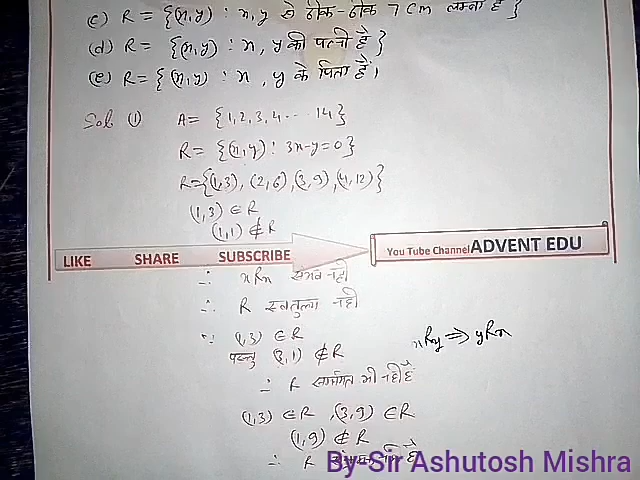 (c) R = {(x,y) : x, y से ठीक-ठीक 7 cm लम्बा है }
(d) R = {(x,y) : x, y की पत्नी है }
(e) R = {(x,y) : x, y के पिता हैं।
Sol ① A = {1,2,3,4 ··· 14}
R = {(x,y) : 3x-y=0}
R={(1,3), (2,6),(3,9),(4,12)}
(1,3) ∈ R
(1,1) ∉ R
LIKE SHARE SUBSCRIBE
You Tube Channel ADVENT EDU
∴ xRx संभव नहीं
∴ R स्वतुल्य नहीं
∵ (1,3) ∈ R
xRy ⇒ yRx
परन्तु (3,1) ∉ R
∴ R सममित भी नहीं है
(1,3) ∈ R ,(3,9) ∈ R
(1,9) ∉ R
∴ R
By-Sir Ashutosh Mishra